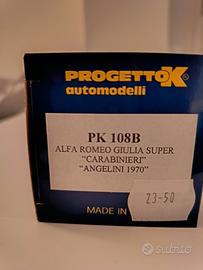 PROGETTO K®
automodelli
PK 108B
ALFA ROMEO GIULIA SUPER
"CARABINIERI"
"ANGELINI 1970"
23-50
MADE IN
subito